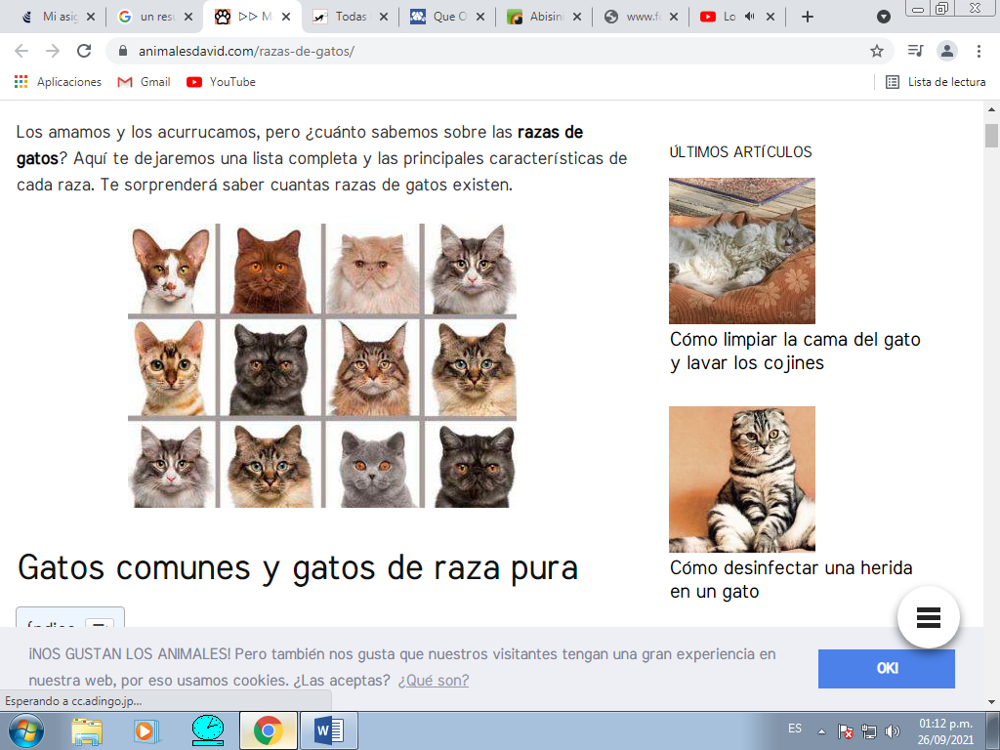 Mi asig
un resu
▷▷ M
Todas
Que O
Abisini
www.fo
Lo
animalesdavid.com/razas-de-gatos/
Aplicaciones
Gmail
YouTube
Lista de lectura
Los amamos y los acurrucamos, pero ¿cuánto sabemos sobre las razas de
gatos? Aquí te dejaremos una lista completa y las principales características de
cada raza. Te sorprenderá saber cuantas razas de gatos existen.
Gatos comunes y gatos de raza pura
Índice
ÚLTIMOS ARTÍCULOS
Cómo limpiar la cama del gato
y lavar los cojines
Cómo desinfectar una herida
en un gato
¡NOS GUSTAN LOS ANIMALES! Pero también nos gusta que nuestros visitantes tengan una gran experiencia en
nuestra web, por eso usamos cookies. ¿Las aceptas? ¿Qué son?
OK!
Esperando a cc.adingo.jp...
ES
01:12 p.m.
26/09/2021